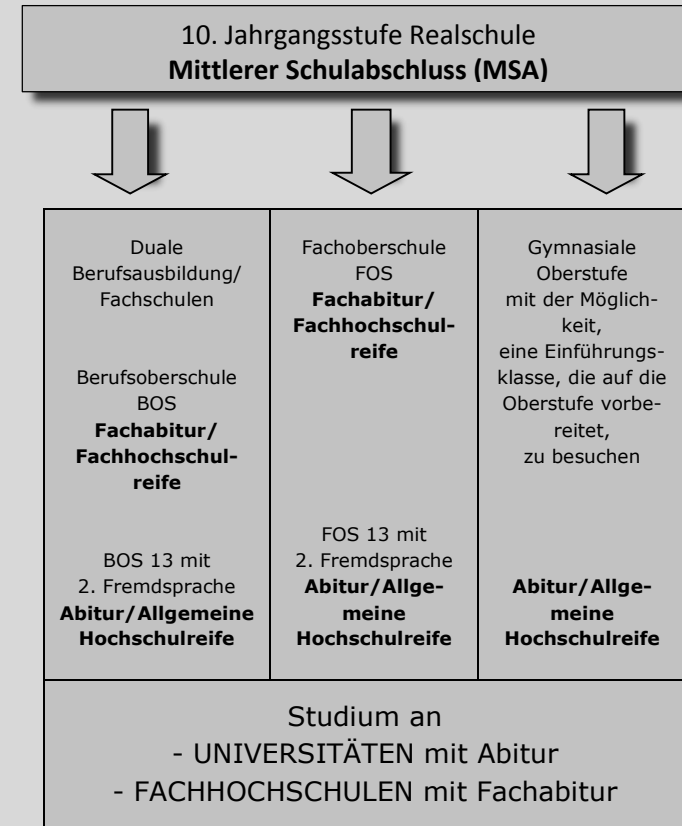 10. Jahrgangsstufe Realschule
Mittlerer Schulabschluss (MSA)
Duale
Berufsausbildung/
Fachschulen
Berufsoberschule
BOS
Fachabitur/
Fachhochschul-
reife
BOS 13 mit
2. Fremdsprache
Abitur/Allgemeine
Hochschulreife
Fachoberschule
FOS
Fachabitur/
Fachhochschul-
reife
FOS 13 mit
2. Fremdsprache
Abitur/Allge-
meine
Hochschulreife
Gymnasiale
Oberstufe
mit der Möglich-
keit,
eine Einführungs-
klasse, die auf die
Oberstufe vorbe-
reitet,
zu besuchen
Abitur/Allge-
meine
Hochschulreife
Studium an
- UNIVERSITÄTEN mit Abitur
- FACHHOCHSCHULEN mit Fachabitur